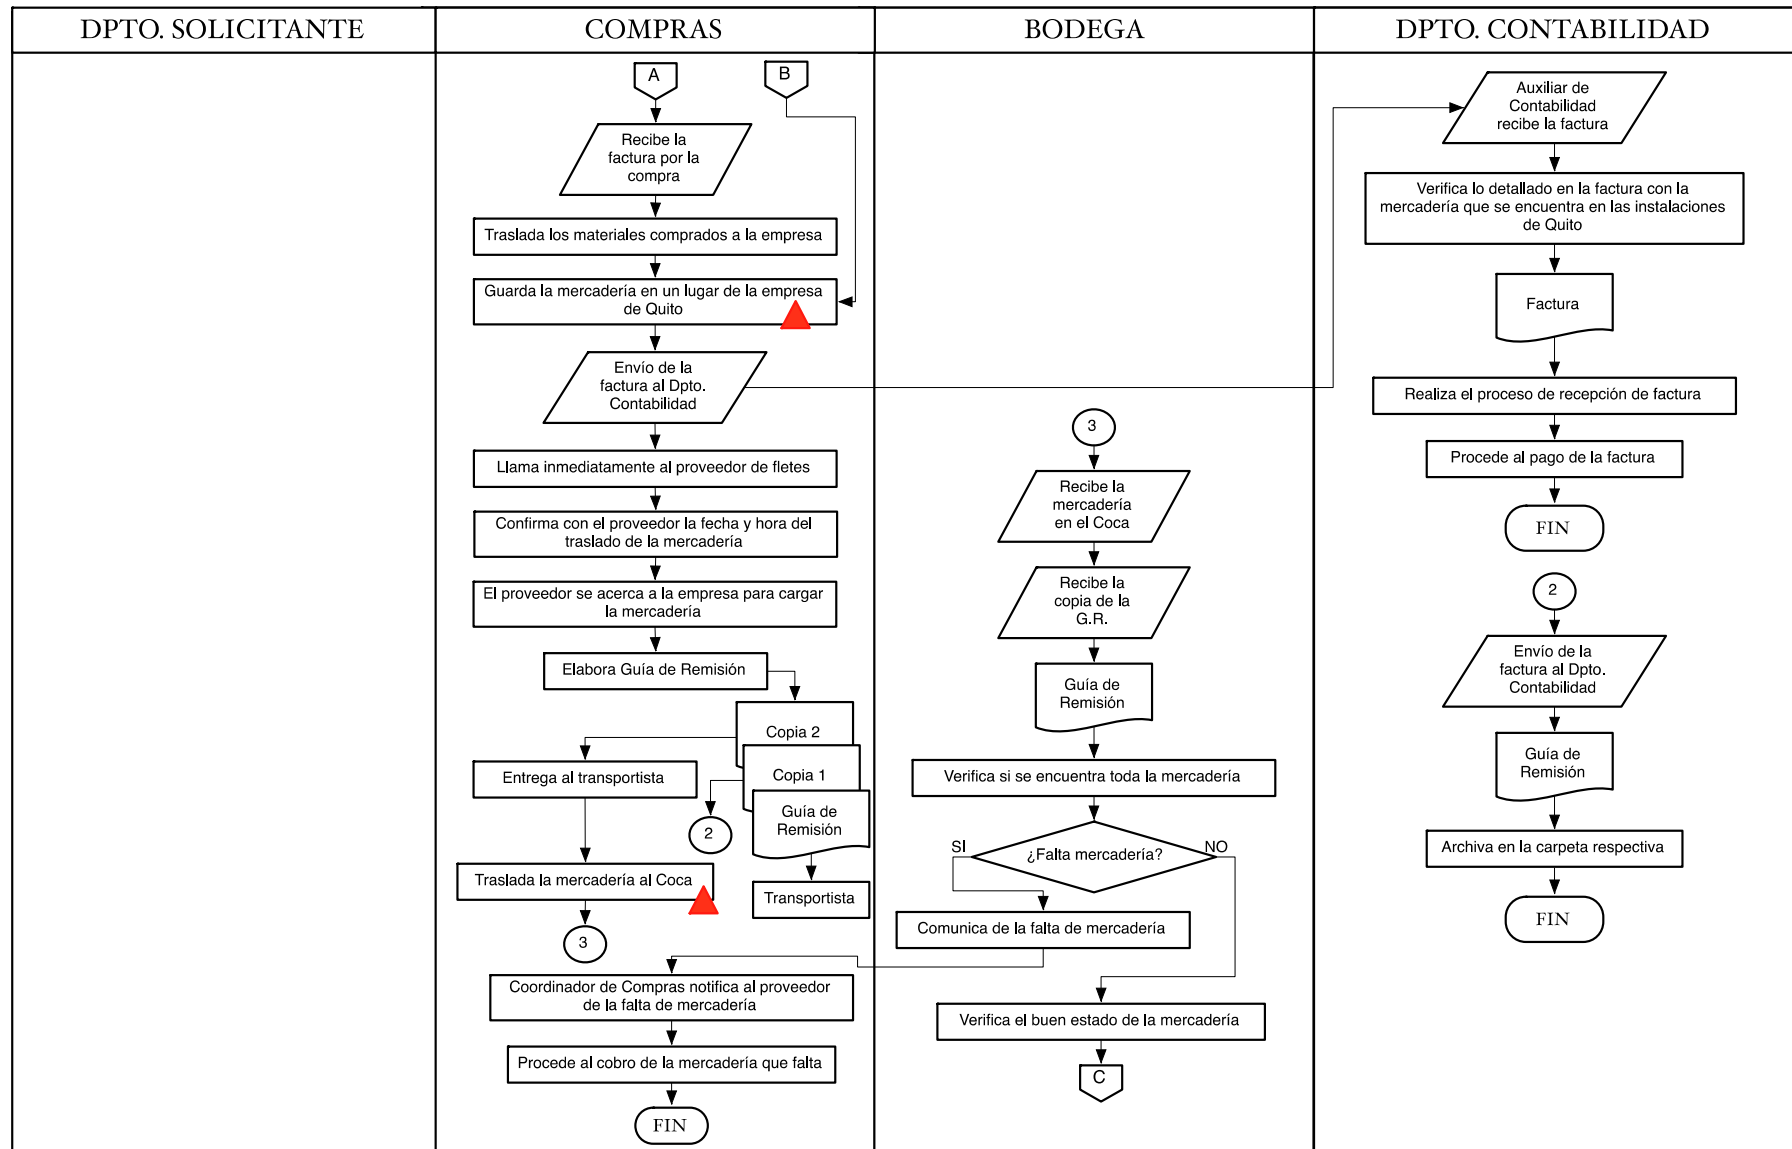 DPTO. SOLICITANTE
COMPRAS
BODEGA
DPTO. CONTABILIDAD
A
B
Recibe la
factura por la
compra
Traslada los materiales comprados a la empresa
Guarda la mercadería en un lugar de la empresa
de Quito
Envío de la
factura al Dpto.
Contabilidad
Llama inmediatamente al proveedor de fletes
Confirma con el proveedor la fecha y hora del
traslado de la mercadería
El proveedor se acerca a la empresa para cargar
la mercadería
Elabora Guía de Remisión
Copia 2
Copia 1
Guía de
Remisión
Entrega al transportista
2
Transportista
Traslada la mercadería al Coca
3
Coordinador de Compras notifica al proveedor
de la falta de mercadería
Procede al cobro de la mercadería que falta
FIN
3
Recibe la
mercadería
en el Coca
Recibe la
copia de la
G.R.
Guía de
Remisión
Verifica si se encuentra toda la mercadería
SI
¿Falta mercadería?
NO
Comunica de la falta de mercadería
Verifica el buen estado de la mercadería
C
Auxiliar de
Contabilidad
recibe la factura
Verifica lo detallado en la factura con la
mercadería que se encuentra en las instalaciones
de Quito
Factura
Realiza el proceso de recepción de factura
Procede al pago de la factura
FIN
2
Envío de la
factura al Dpto.
Contabilidad
Guía de
Remisión
Archiva en la carpeta respectiva
FIN